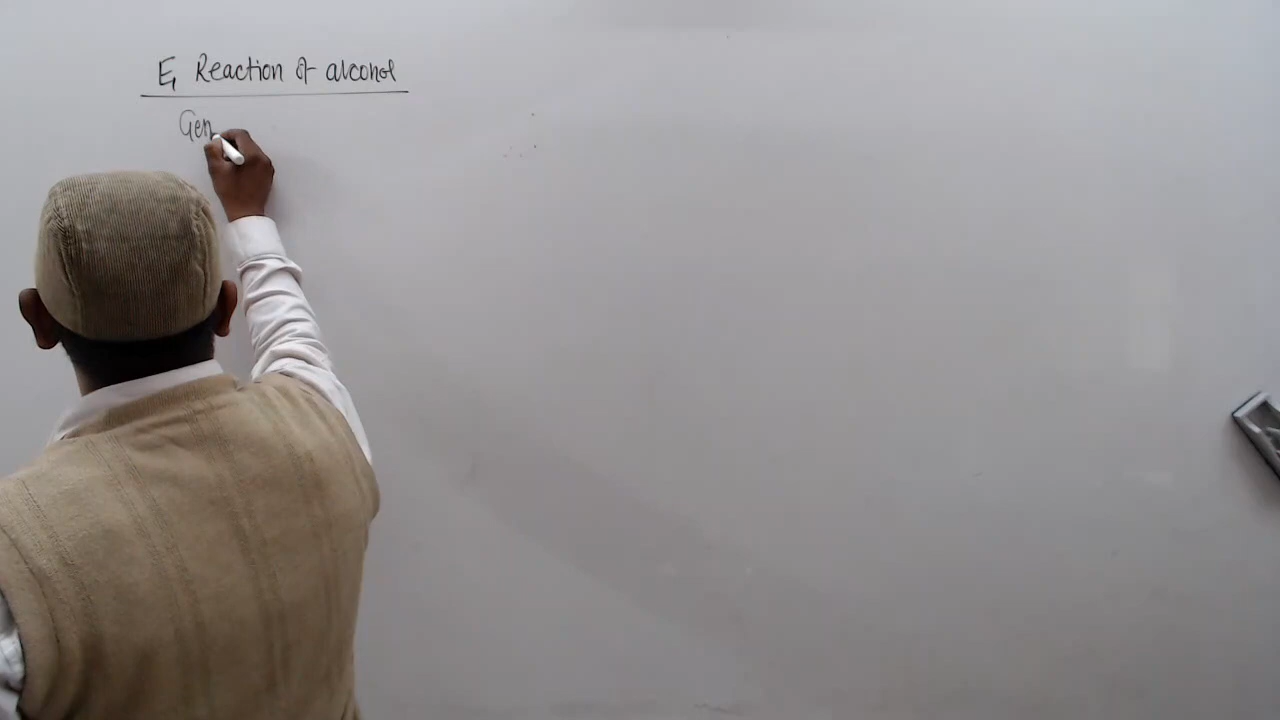 E₁ Reaction of alcohol
Gen